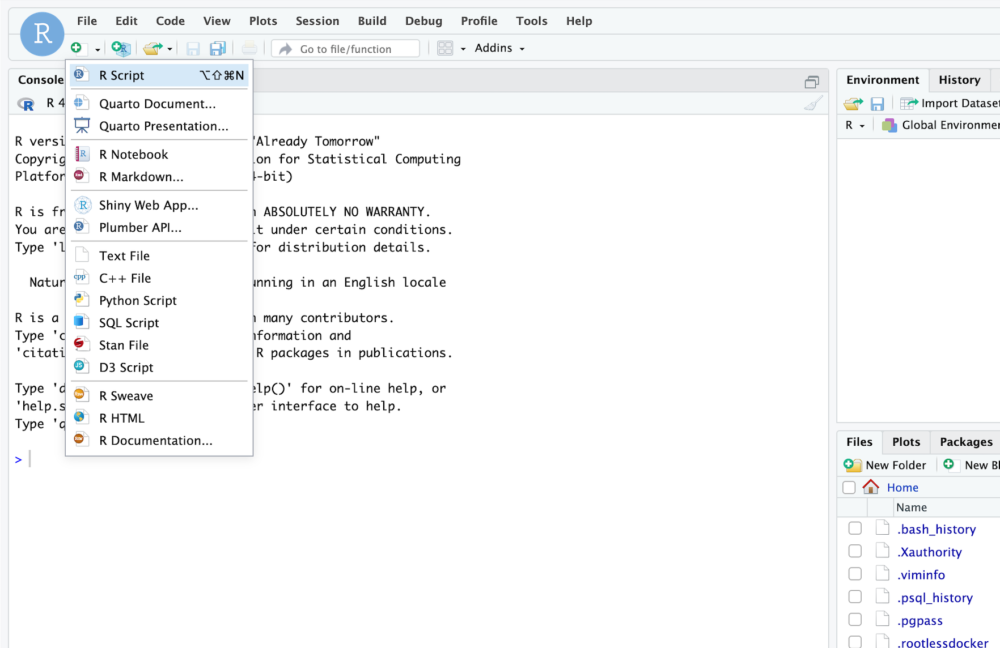 R
File Edit Code View Plots Session Build Debug Profile Tools Help
Go to file/function Addins
Console
R 4
R Script ⌥⇧⌘N
Quarto Document...
Quarto Presentation...
R Notebook
R Markdown...
Shiny Web App...
Plumber API...
Text File
C++ File
Python Script
SQL Script
Stan File
D3 Script
R Sweave
R HTML
R Documentation...
R versi "Already Tomorrow"
Copyrig on for Statistical Computing
Platfor 4-bit)
R is fr ABSOLUTELY NO WARRANTY.
You are it under certain conditions.
Type 'l for distribution details.
Natur unning in an English locale
R is a many contributors.
Type 'c nformation and
'citati R packages in publications.
Type 'd elp()' for on-line help, or
'help.s er interface to help.
Type 'q
>
Environment History
Import Dataset
R Global Environmen
Files Plots Packages
New Folder New Bl
Home
Name
.bash_history
.Xauthority
.viminfo
.psql_history
.pgpass
.rootlessdocker